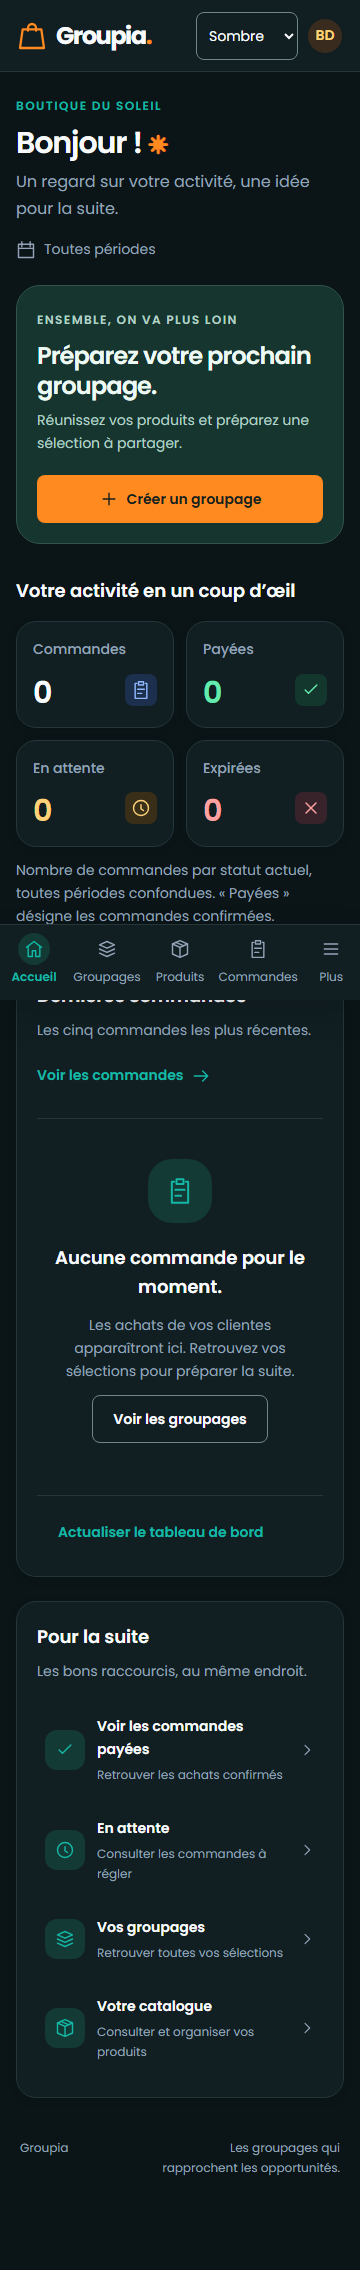 Groupia.
Sombre
BD
BOUTIQUE DU SOLEIL
Bonjour !
Un regard sur votre activité, une idée
pour la suite.
Toutes périodes
ENSEMBLE, ON VA PLUS LOIN
Préparez votre prochain
groupage.
Réunissez vos produits et préparez une
sélection à partager.
Créer un groupage
Votre activité en un coup d’œil
Commandes
0
Payées
0
En attente
0
Expirées
0
Nombre de commandes par statut actuel,
toutes périodes confondues. « Payées »
désigne les commandes confirmées.
Accueil
Groupages
Produits
Commandes
Plus
Dernières commandes
Les cinq commandes les plus récentes.
Voir les commandes
Aucune commande pour le
moment.
Les achats de vos clientes
apparaîtront ici. Retrouvez vos
sélections pour préparer la suite.
Voir les groupages
Actualiser le tableau de bord
Pour la suite
Les bons raccourcis, au même endroit.
Voir les commandes
payées
Retrouver les achats confirmés
En attente
Consulter les commandes à
régler
Vos groupages
Retrouver toutes vos sélections
Votre catalogue
Consulter et organiser vos
produits
Groupia
Les groupages qui
rapprochent les opportunités.